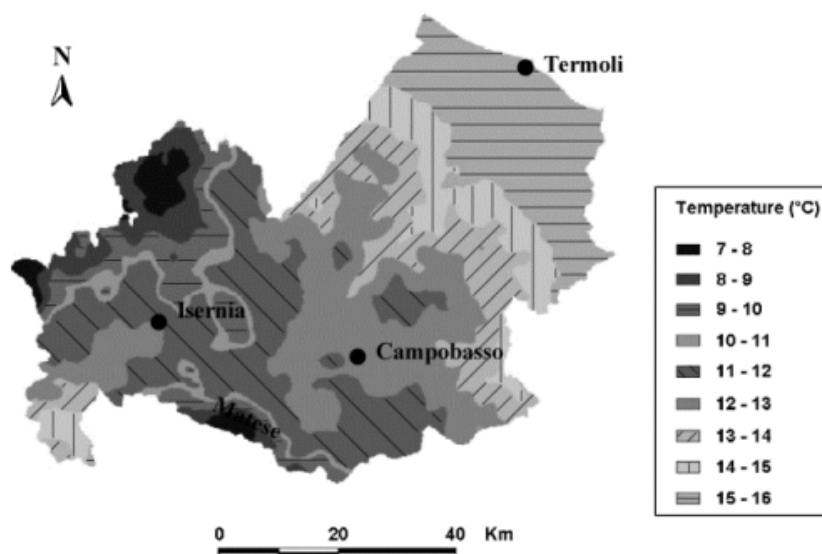 N
Termoli
Temperature (°C)
7 - 8
8 - 9
9 - 10
10 - 11
11 - 12
12 - 13
13 - 14
14 - 15
15 - 16
Isernia
Campobasso
Matese
0 20 40 Km